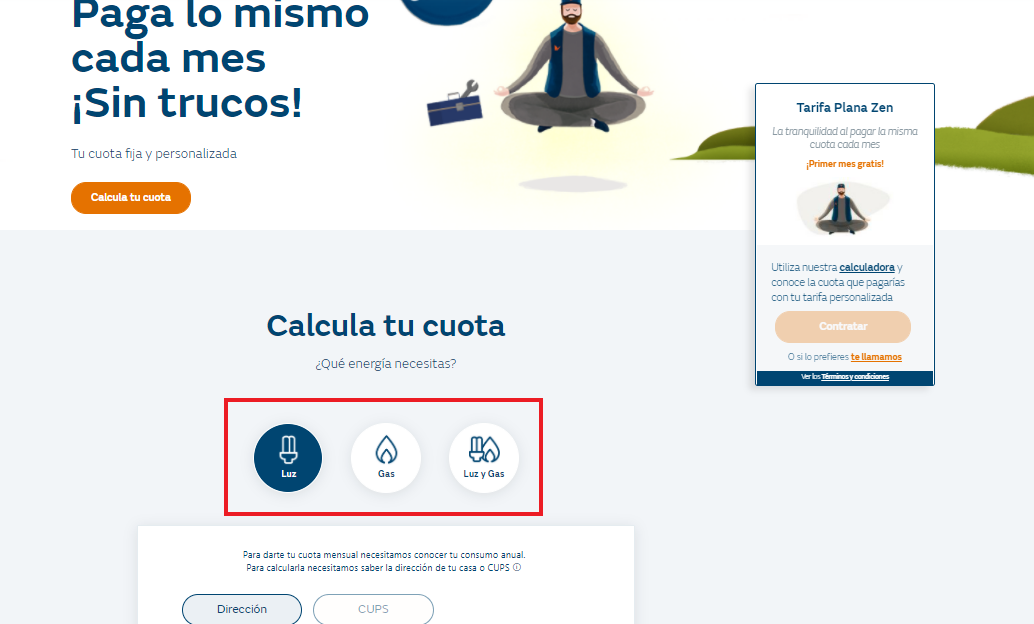 Paga lo mismo
cada mes
¡Sin trucos!
Tu cuota fija y personalizada
Calcula tu cuota
Tarifa Plana Zen
La tranquilidad al pagar la misma
cuota cada mes
¡Primer mes gratis!
Utiliza nuestra calculadora y
conoce la cuota que pagarías
con tu tarifa personalizada
Contratar
O si lo prefieres te llamamos
Ver los Términos y condiciones
Calcula tu cuota
¿Qué energía necesitas?
Luz
Gas
Luz y Gas
Para darte tu cuota mensual necesitamos conocer tu consumo anual.
Para calcularla necesitamos saber la dirección de tu casa o CUPS
Dirección
CUPS